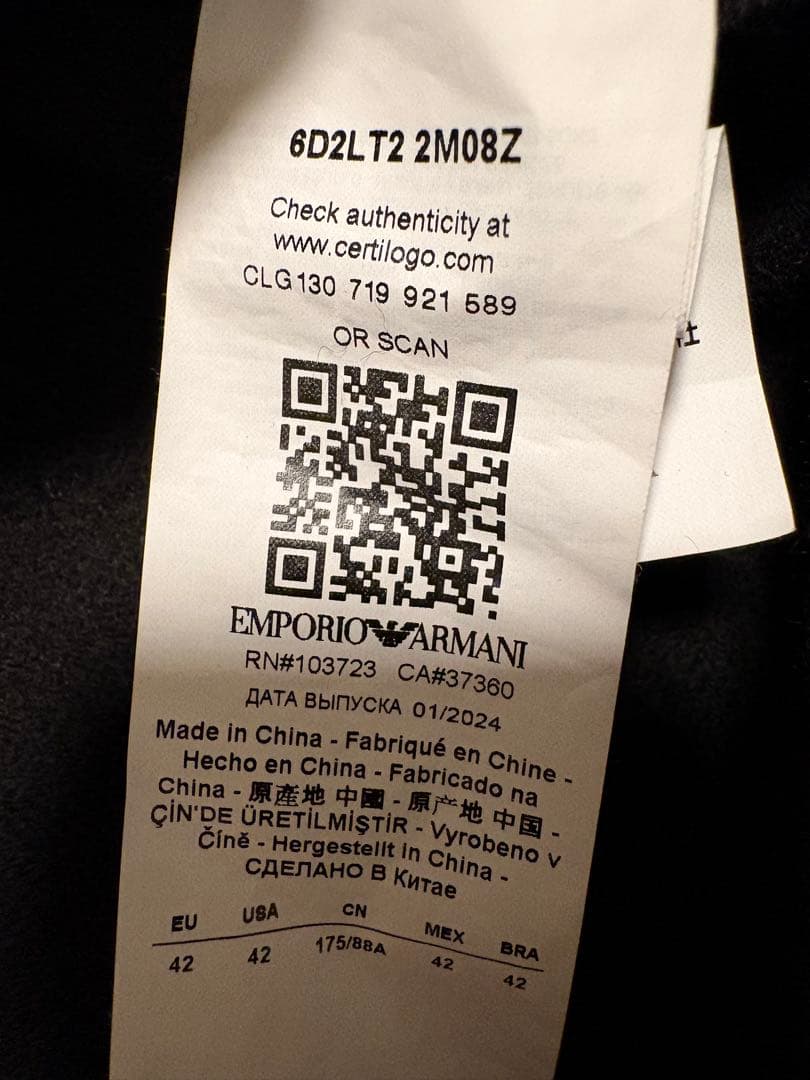 6D2LT2 2M08Z
Check authenticity at
www.certilogo.com
CLG130 719 921 589
OR SCAN
EMPORIO ARMANI
RN#103723 CA#37360
ДАТА ВЫПУСКА 01/2024
Made in China - Fabriqué en Chine -
Hecho en China - Fabricado na
China - 原產地 中國 - 原产地 中国 -
ÇİN'DE ÜRETİLMİŞTİR - Vyrobeno v
Číně - Hergestellt in China -
СДЕЛАНО В Китае
EU USA CN MEX BRA
42 42 175/88A 42 42
社